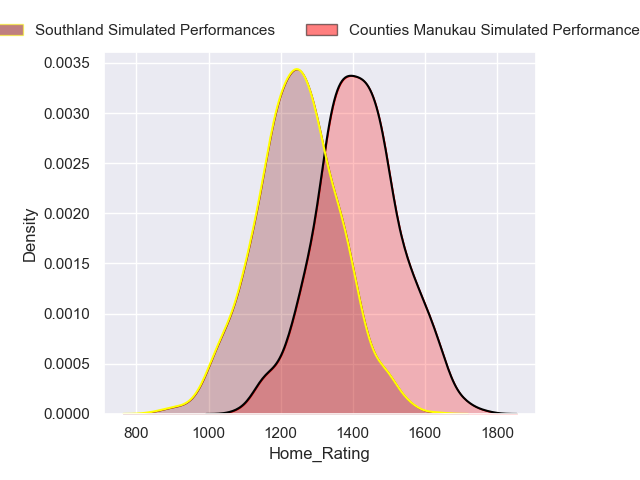 Southland Simulated Performances
Counties Manukau Simulated Performance
0.0035
0.0030
0.0025
0.0020
0.0015
0.0010
0.0005
0.0000
Density
800 1000 1200 1400 1600 1800
Home_Rating